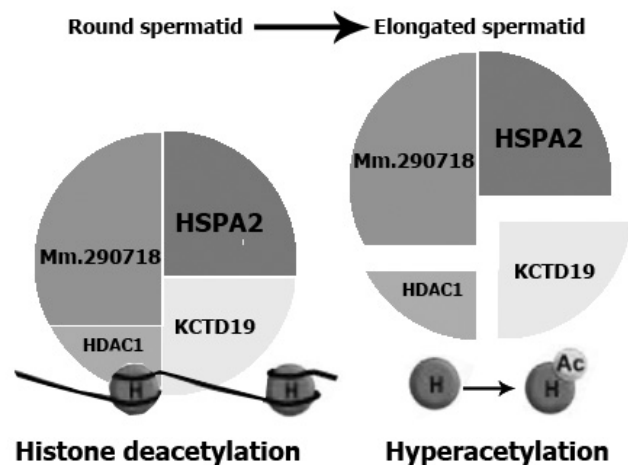 Round spermatid
Elongated spermatid
Mm.290718
HSPA2
HDAC1
KCTD19
H
H
Histone deacetylation
Mm.290718
HSPA2
HDAC1
KCTD19
H
H
Ac
Hyperacetylation